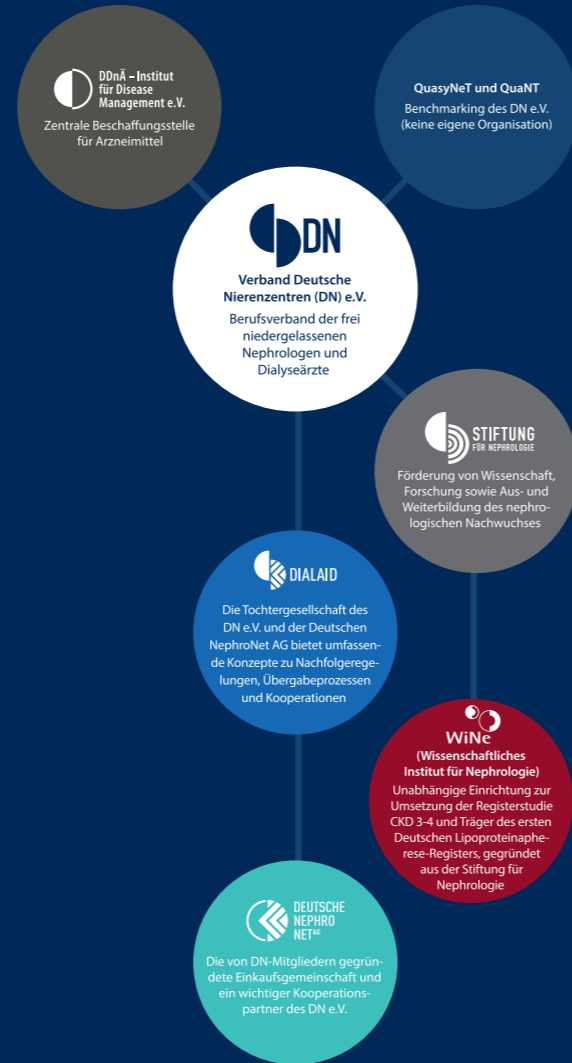 DDnÄ – Institut
für Disease
Management e.V.
Zentrale Beschaffungsstelle
für Arzneimittel
QuasyNeT und QuaNT
Benchmarking des DN e.V.
(keine eigene Organisation)
DN
Verband Deutsche
Nierenzentren (DN) e.V.
Berufsverband der frei
niedergelassenen
Nephrologen und
Dialyseärzte
STIFTUNG
FÜR NEPHROLOGIE
Förderung von Wissenschaft,
Forschung sowie Aus- und
Weiterbildung des nephro-
logischen Nachwuchses
DIALAID
Die Tochtergesellschaft des
DN e.V. und der Deutschen
NephroNet AG bietet umfassen-
de Konzepte zu Nachfolgerege-
lungen, Übergabeprozessen
und Kooperationen
WiNe
(Wissenschaftliches
Institut für Nephrologie)
Unabhängige Einrichtung zur
Umsetzung der Registerstudie
CKD 3-4 und Träger des ersten
Deutschen Lipoproteinaphe-
rese-Registers, gegründet
aus der Stiftung für
Nephrologie
DEUTSCHE
NEPHRO
NET AG
Die von DN-Mitgliedern gegrün-
dete Einkaufsgemeinschaft und
ein wichtiger Kooperations-
partner des DN e.V.